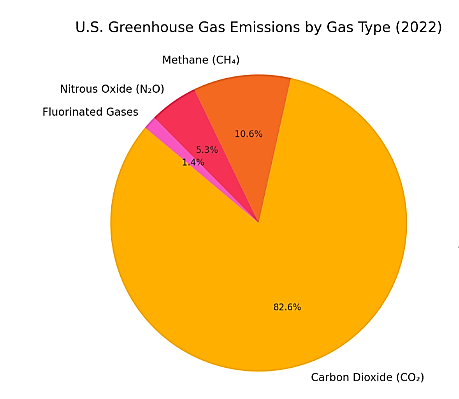 U.S. Greenhouse Gas Emissions by Gas Type (2022)
Methane (CH₄)
Nitrous Oxide (N₂O)
Fluorinated Gases
10.6%
5.3%
1.4%
82.6%
Carbon Dioxide (CO₂)